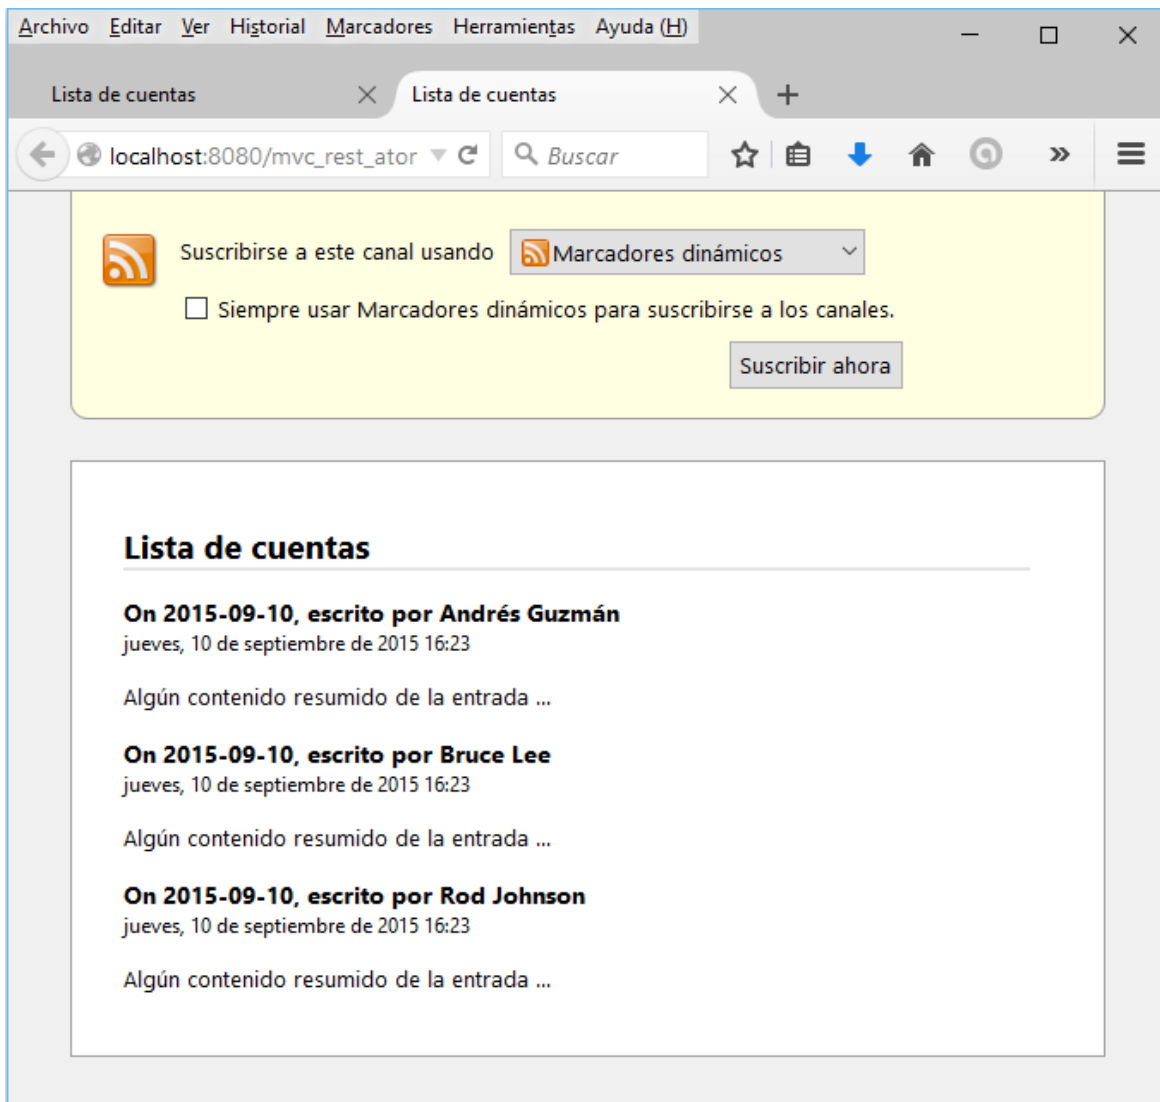 Archivo Editar Ver Historial Marcadores Herramientas Ayuda (H)
Lista de cuentas Lista de cuentas
localhost:8080/mvc_rest_ator Buscar
Suscribirse a este canal usando Marcadores dinámicos
Siempre usar Marcadores dinámicos para suscribirse a los canales.
Suscribir ahora
Lista de cuentas
On 2015-09-10, escrito por Andrés Guzmán
jueves, 10 de septiembre de 2015 16:23
Algún contenido resumido de la entrada ...
On 2015-09-10, escrito por Bruce Lee
jueves, 10 de septiembre de 2015 16:23
Algún contenido resumido de la entrada ...
On 2015-09-10, escrito por Rod Johnson
jueves, 10 de septiembre de 2015 16:23
Algún contenido resumido de la entrada ...